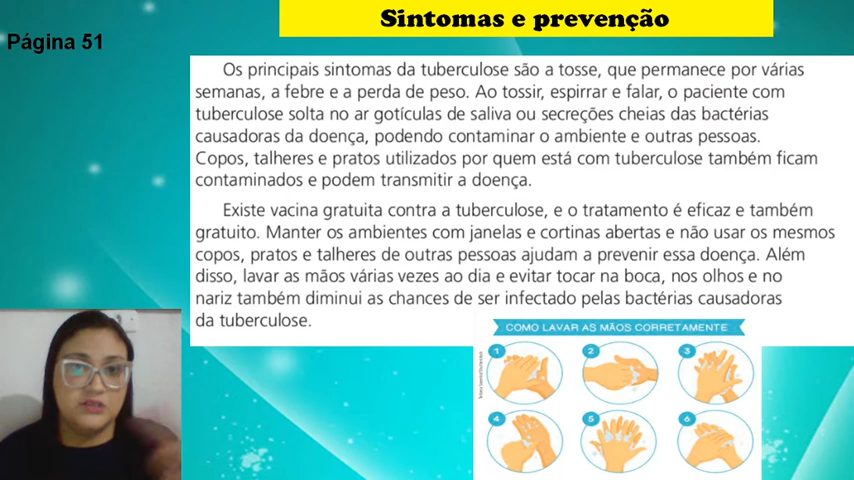 Sintomas e prevenção
Página 51
Os principais sintomas da tuberculose são a tosse, que permanece por várias
semanas, a febre e a perda de peso. Ao tossir, espirrar e falar, o paciente com
tuberculose solta no ar gotículas de saliva ou secreções cheias das bactérias
causadoras da doença, podendo contaminar o ambiente e outras pessoas.
Copos, talheres e pratos utilizados por quem está com tuberculose também ficam
contaminados e podem transmitir a doença.
Existe vacina gratuita contra a tuberculose, e o tratamento é eficaz e também
gratuito. Manter os ambientes com janelas e cortinas abertas e não usar os mesmos
copos, pratos e talheres de outras pessoas ajudam a prevenir essa doença. Além
disso, lavar as mãos várias vezes ao dia e evitar tocar na boca, nos olhos e no
nariz também diminui as chances de ser infectado pelas bactérias causadoras
da tuberculose.
COMO LAVAR AS MÃOS CORRETAMENTE
1 2 3
4 5 6